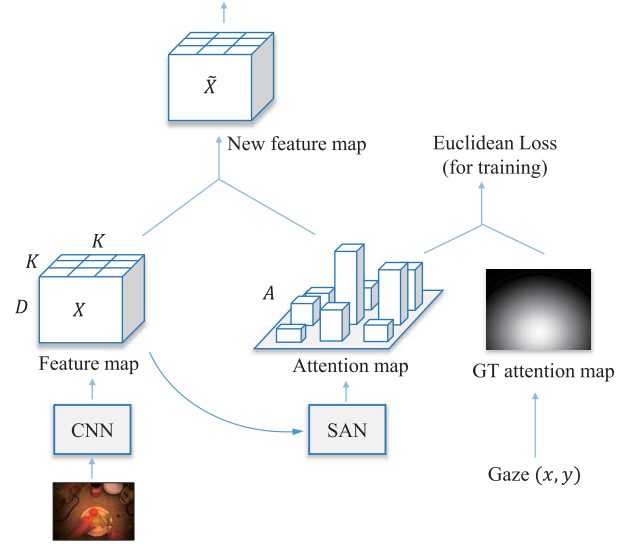 X̃
New feature map
Euclidean Loss
(for training)
K
K
D
X
A
Feature map
Attention map
GT attention map
CNN
SAN
Gaze (x, y)